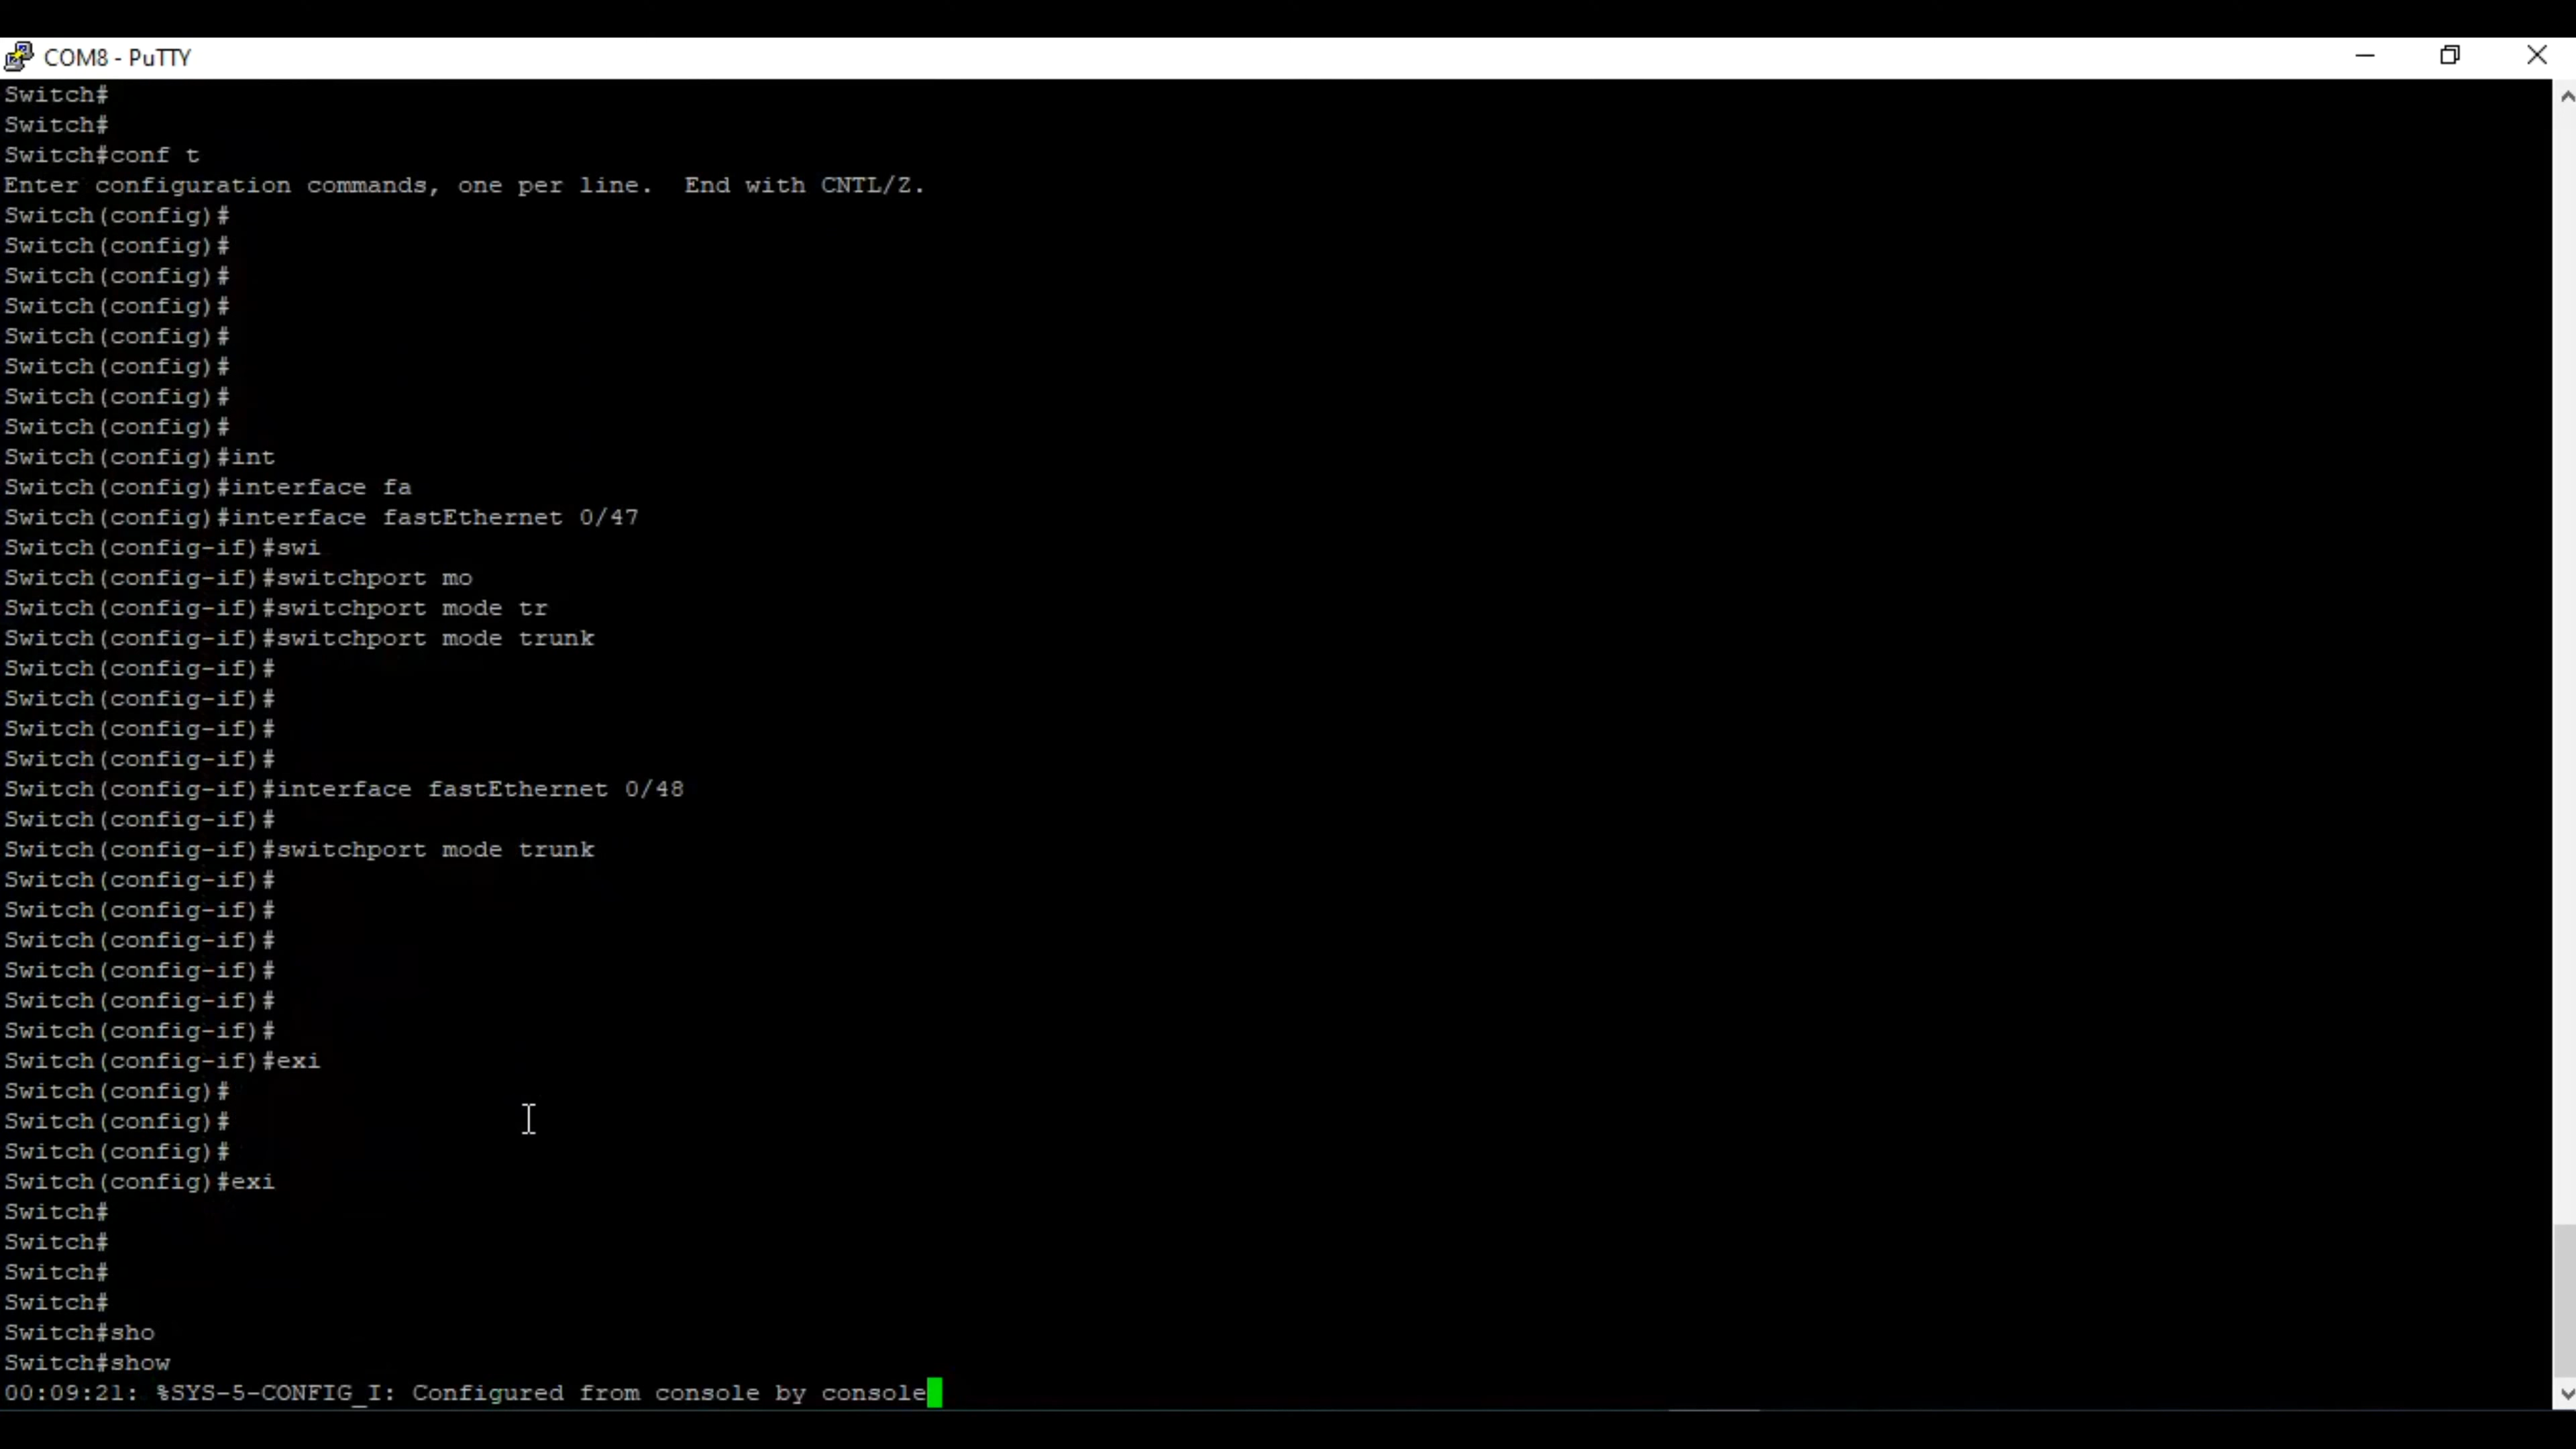 COM8 - PuTTY
Switch#
Switch#
Switch#conf t
Enter configuration commands, one per line.  End with CNTL/Z.
Switch(config)#
Switch(config)#
Switch(config)#
Switch(config)#
Switch(config)#
Switch(config)#
Switch(config)#
Switch(config)#
Switch(config)#int
Switch(config)#interface fa
Switch(config)#interface fastEthernet 0/47
Switch(config-if)#swi
Switch(config-if)#switchport mo
Switch(config-if)#switchport mode tr
Switch(config-if)#switchport mode trunk
Switch(config-if)#
Switch(config-if)#
Switch(config-if)#
Switch(config-if)#
Switch(config-if)#interface fastEthernet 0/48
Switch(config-if)#
Switch(config-if)#switchport mode trunk
Switch(config-if)#
Switch(config-if)#
Switch(config-if)#
Switch(config-if)#
Switch(config-if)#
Switch(config-if)#
Switch(config-if)#exi
Switch(config)#
Switch(config)#
Switch(config)#
Switch(config)#exi
Switch#
Switch#
Switch#
Switch#
Switch#sho
Switch#show
00:09:21: %SYS-5-CONFIG_I: Configured from console by console